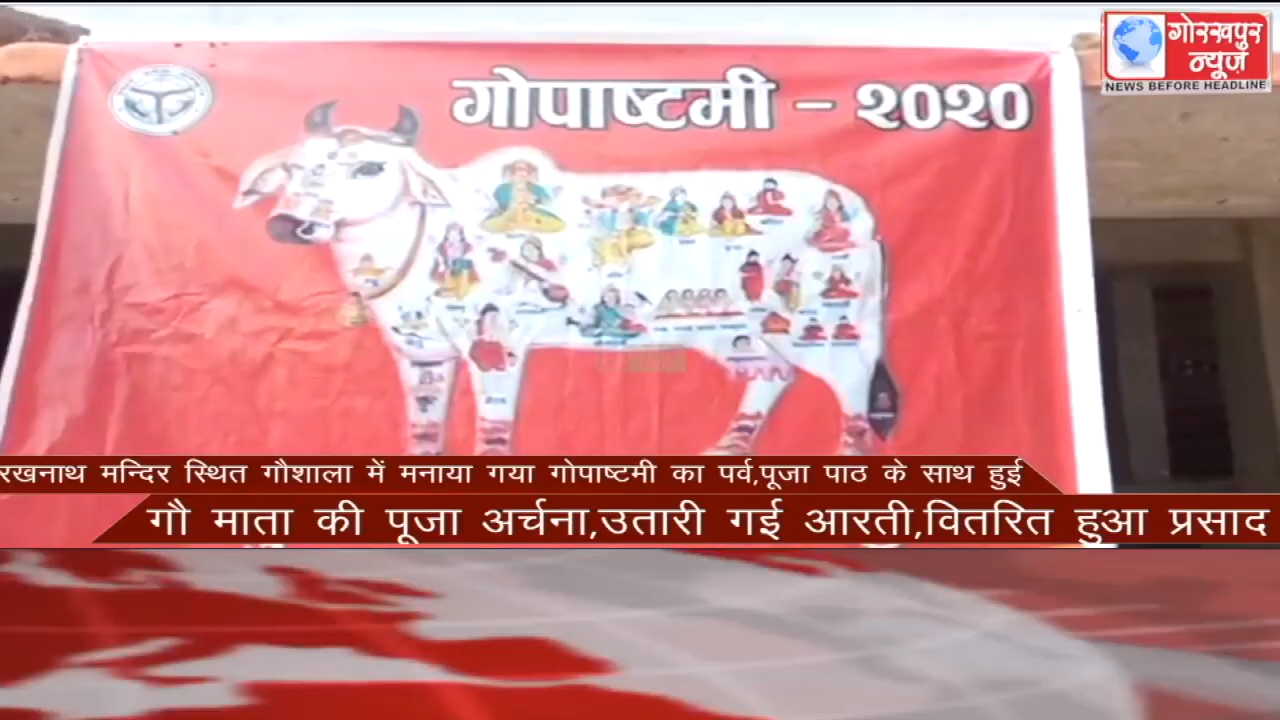 गोरखपुर
न्यूज़
NEWS BEFORE HEADLINE
गोपाष्टमी - २०२०
रखनाथ मन्दिर स्थित गौशाला में मनाया गया गोपाष्टमी का पर्व,पूजा पाठ के साथ हुई
गौ माता की पूजा अर्चना,उतारी गई आरती,वितरित हुआ प्रसाद